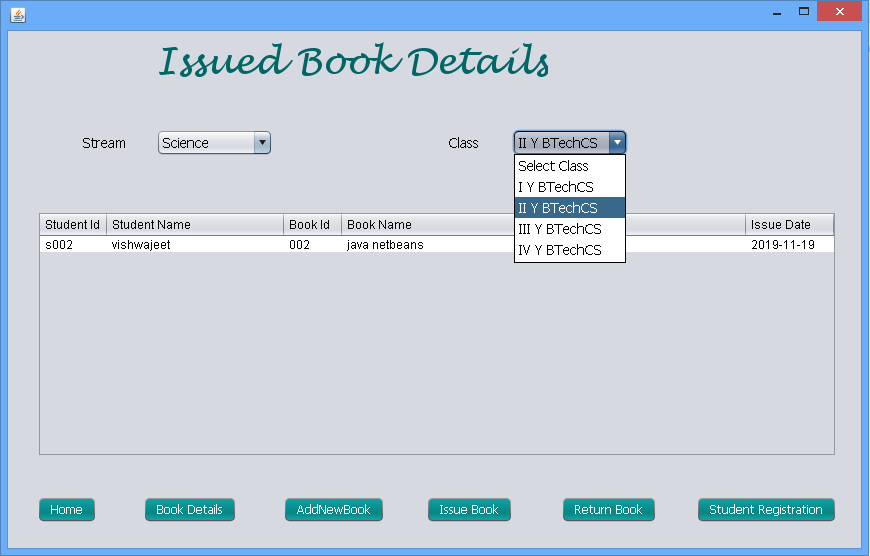 Issued Book Details
Stream Science Class II Y BTechCS
Select Class
I Y BTechCS
II Y BTechCS
III Y BTechCS
IV Y BTechCS
Student Id Student Name Book Id Book Name Issue Date
s002 vishwajeet 002 java netbeans 2019-11-19
Home Book Details AddNewBook Issue Book Return Book Student Registration